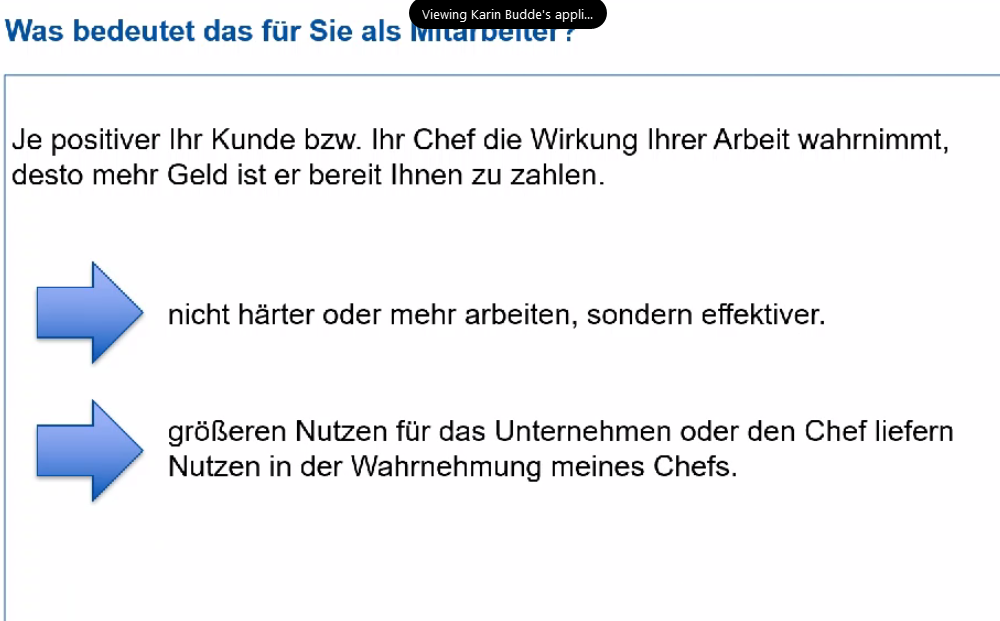 Viewing Karin Budde's appli...
Was bedeutet das für Sie als Mitarbeiter?
Je positiver Ihr Kunde bzw. Ihr Chef die Wirkung Ihrer Arbeit wahrnimmt,
desto mehr Geld ist er bereit Ihnen zu zahlen.
nicht härter oder mehr arbeiten, sondern effektiver.
größeren Nutzen für das Unternehmen oder den Chef liefern
Nutzen in der Wahrnehmung meines Chefs.